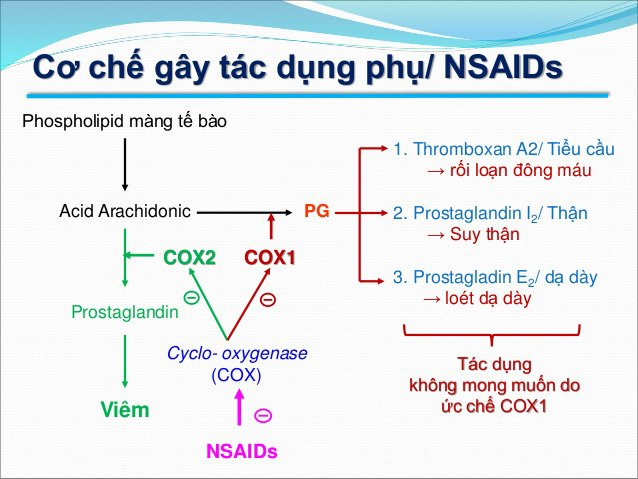 Cơ chế gây tác dụng phụ/ NSAIDs
Phospholipid màng tế bào
Acid Arachidonic
PG
1. Thromboxan A2/ Tiểu cầu
→ rối loạn đông máu
2. Prostaglandin I₂/ Thận
→ Suy thận
3. Prostagladin E₂/ dạ dày
→ loét dạ dày
COX2
COX1
Prostaglandin
Cyclo- oxygenase
(COX)
Viêm
NSAIDs
Tác dụng
không mong muốn do
ức chế COX1